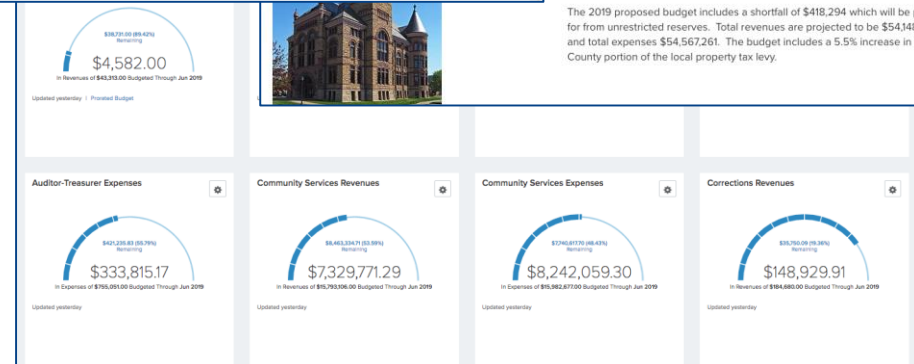 The 2019 proposed budget includes a shortfall of $418,294 which will be
for from unrestricted reserves. Total revenues are projected to be $54,148
and total expenses $54,567,261. The budget includes a 5.5% increase in
County portion of the local property tax levy.
$38,731.00 (89.42%)
Remaining
$4,582.00
In Revenues of $43,313.00 Budgeted Through Jun 2019
Updated yesterday | Prorated Budget
Auditor-Treasurer Expenses
$421,235.83 (55.79%)
Remaining
$333,815.17
In Expenses of $755,051.00 Budgeted Through Jun 2019
Updated yesterday
Community Services Revenues
$8,463,334.71 (53.59%)
Remaining
$7,329,771.29
In Revenues of $15,793,106.00 Budgeted Through Jun 2019
Updated yesterday
Community Services Expenses
$7,740,617.70 (48.43%)
Remaining
$8,242,059.30
In Expenses of $15,982,677.00 Budgeted Through Jun 2019
Updated yesterday
Corrections Revenues
$35,750.09 (19.36%)
Remaining
$148,929.91
In Revenues of $184,680.00 Budgeted Through Jun 2019
Updated yesterday